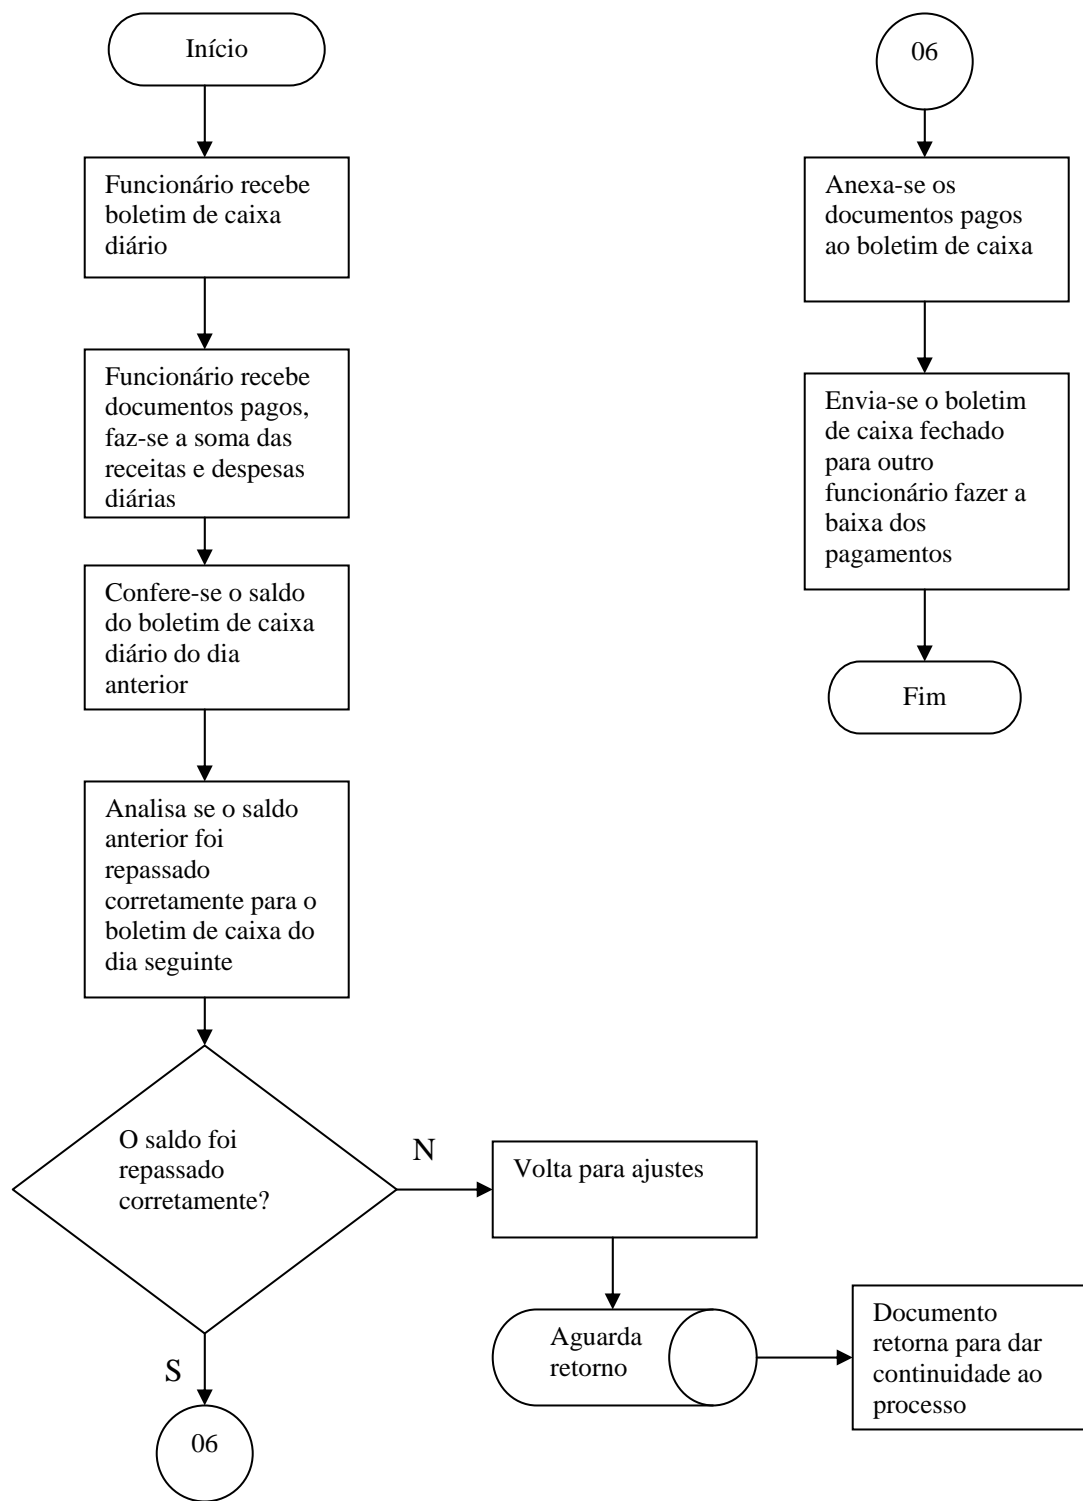 Início
Funcionário recebe
boletim de caixa
diário
Funcionário recebe
documentos pagos,
faz-se a soma das
receitas e despesas
diárias
Confere-se o saldo
do boletim de caixa
diário do dia
anterior
Analisa se o saldo
anterior foi
repassado
corretamente para o
boletim de caixa do
dia seguinte
O saldo foi
repassado
corretamente?
N
Volta para ajustes
Aguarda
retorno
Documento
retorna para dar
continuidade ao
processo
S
06
06
Anexa-se os
documentos pagos
ao boletim de caixa
Envia-se o boletim
de caixa fechado
para outro
funcionário fazer a
baixa dos
pagamentos
Fim